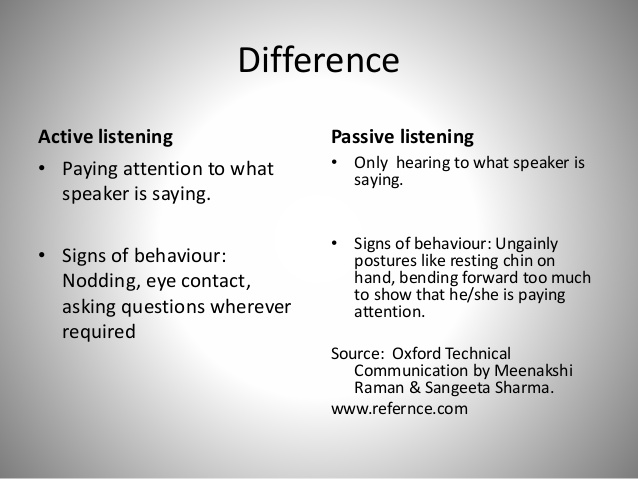 Difference
Active listening
• Paying attention to what
speaker is saying.
• Signs of behaviour:
Nodding, eye contact,
asking questions wherever
required
Passive listening
• Only hearing to what speaker is
saying.
• Signs of behaviour: Ungainly
postures like resting chin on
hand, bending forward too much
to show that he/she is paying
attention.
Source: Oxford Technical
Communication by Meenakshi
Raman & Sangeeta Sharma.
www.refernce.com